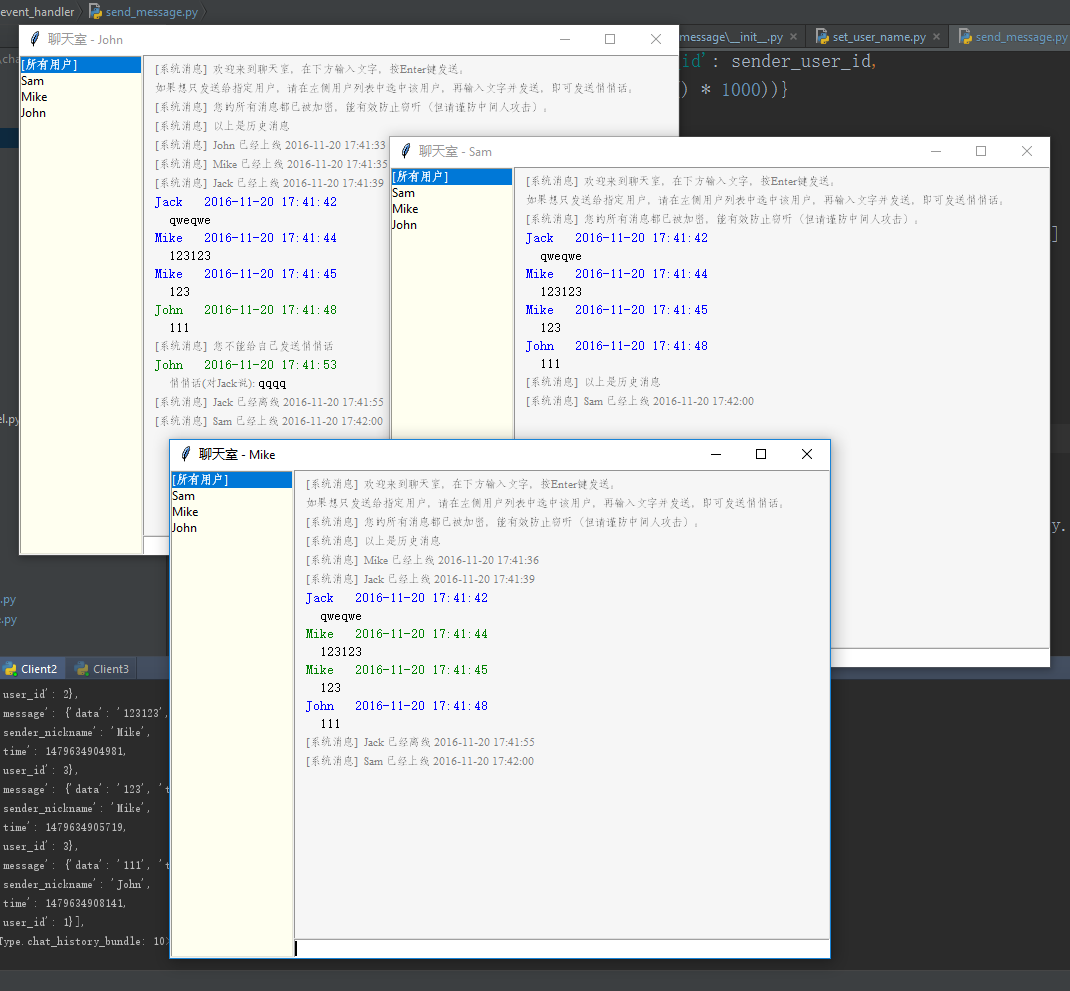 event_handler
send_message.py
message\__init__.py
set_user_name.py
send_message.py
id': sender_user_id,
) * 1000))}
]
y.
聊天室 - John
[所有用户]
Sam
Mike
John
[系统消息] 欢迎来到聊天室，在下方输入文字，按Enter键发送。
如果想只发送给指定用户，请在左侧用户列表中选中该用户，再输入文字并发送，即可发送悄悄话。
[系统消息] 您的所有消息都已被加密，能有效防止窃听（但请谨防中间人攻击）。
[系统消息] 以上是历史消息
[系统消息] John 已经上线 2016-11-20 17:41:33
[系统消息] Mike 已经上线 2016-11-20 17:41:35
[系统消息] Jack 已经上线 2016-11-20 17:41:39
Jack 2016-11-20 17:41:42
qweqwe
Mike 2016-11-20 17:41:44
123123
Mike 2016-11-20 17:41:45
123
John 2016-11-20 17:41:48
111
[系统消息] 您不能给自己发送悄悄话
John 2016-11-20 17:41:53
悄悄话(对Jack说): qqqq
[系统消息] Jack 已经离线 2016-11-20 17:41:55
[系统消息] Sam 已经上线 2016-11-20 17:42:00
聊天室 - Sam
[所有用户]
Sam
Mike
John
[系统消息] 欢迎来到聊天室，在下方输入文字，按Enter键发送。
如果想只发送给指定用户，请在左侧用户列表中选中该用户，再输入文字并发送，即可发送悄悄话。
[系统消息] 您的所有消息都已被加密，能有效防止窃听（但请谨防中间人攻击）。
Jack 2016-11-20 17:41:42
qweqwe
Mike 2016-11-20 17:41:44
123123
Mike 2016-11-20 17:41:45
123
John 2016-11-20 17:41:48
111
[系统消息] 以上是历史消息
[系统消息] Sam 已经上线 2016-11-20 17:42:00
聊天室 - Mike
[所有用户]
Sam
Mike
John
[系统消息] 欢迎来到聊天室，在下方输入文字，按Enter键发送。
如果想只发送给指定用户，请在左侧用户列表中选中该用户，再输入文字并发送，即可发送悄悄话。
[系统消息] 您的所有消息都已被加密，能有效防止窃听（但请谨防中间人攻击）。
[系统消息] 以上是历史消息
[系统消息] Mike 已经上线 2016-11-20 17:41:36
[系统消息] Jack 已经上线 2016-11-20 17:41:39
Jack 2016-11-20 17:41:42
qweqwe
Mike 2016-11-20 17:41:44
123123
Mike 2016-11-20 17:41:45
123
John 2016-11-20 17:41:48
111
[系统消息] Jack 已经离线 2016-11-20 17:41:55
[系统消息] Sam 已经上线 2016-11-20 17:42:00
,cha
el.py
.py
e.py
Client2
Client3
user_id': 2},
message': {'data': '123123',
sender_nickname': 'Mike',
time': 1479634904981,
user_id': 3},
message': {'data': '123', 't
sender_nickname': 'Mike',
time': 1479634905719,
user_id': 3},
message': {'data': '111', 't
sender_nickname': 'John',
time': 1479634908141,
user_id': 1}],
Type.chat_history_bundle: 10>